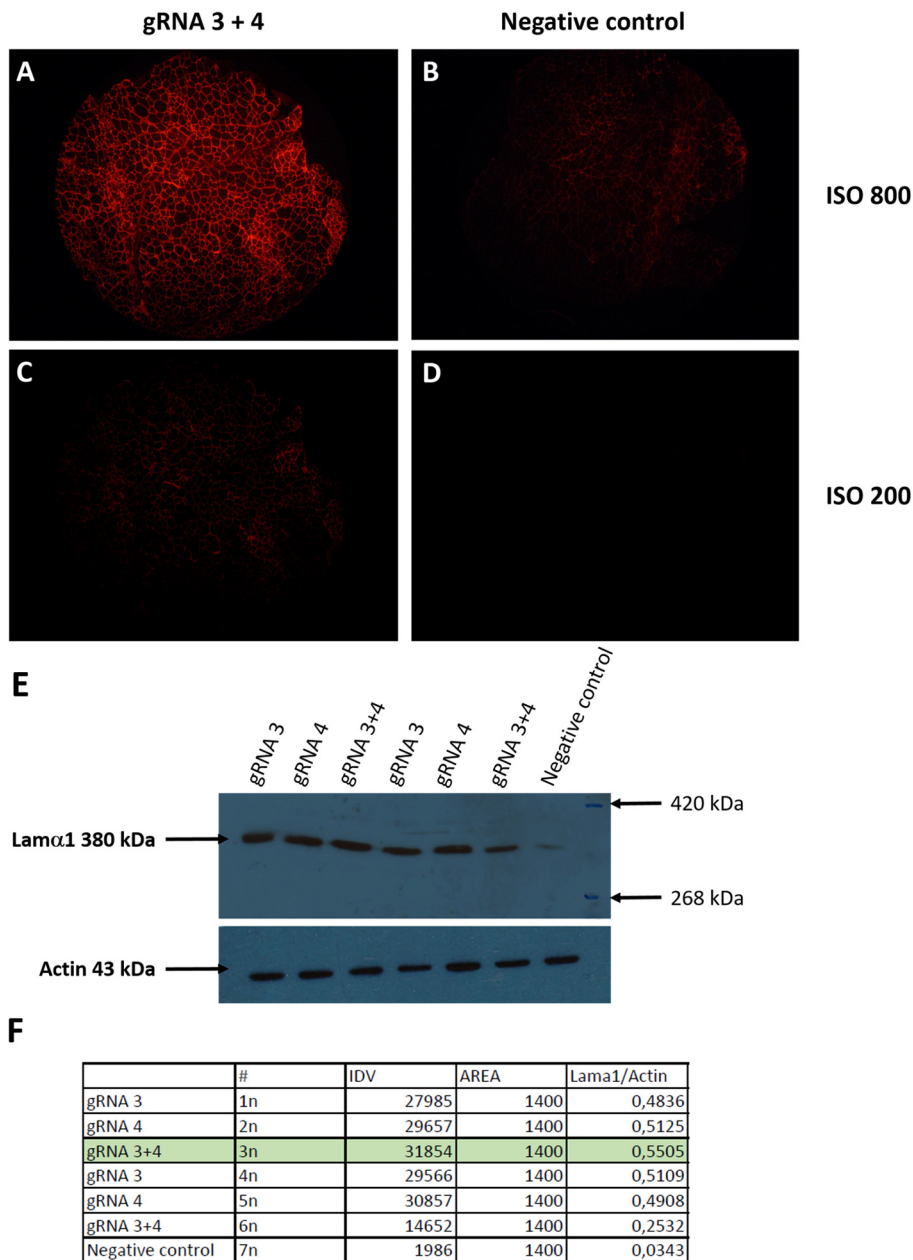 gRNA 3 + 4 Negative control
A B
ISO 800
C D
ISO 200
E
gRNA 3 gRNA 4 gRNA 3+4 gRNA 3 gRNA 4 gRNA 3+4 Negative control
420 kDa
Lamα1 380 kDa
268 kDa
Actin 43 kDa
F
# IDV AREA Lama1/Actin
gRNA 3 1n 27985 1400 0,4836
gRNA 4 2n 29657 1400 0,5125
gRNA 3+4 3n 31854 1400 0,5505
gRNA 3 4n 29566 1400 0,5109
gRNA 4 5n 30857 1400 0,4908
gRNA 3+4 6n 14652 1400 0,2532
Negative control 7n 1986 1400 0,0343